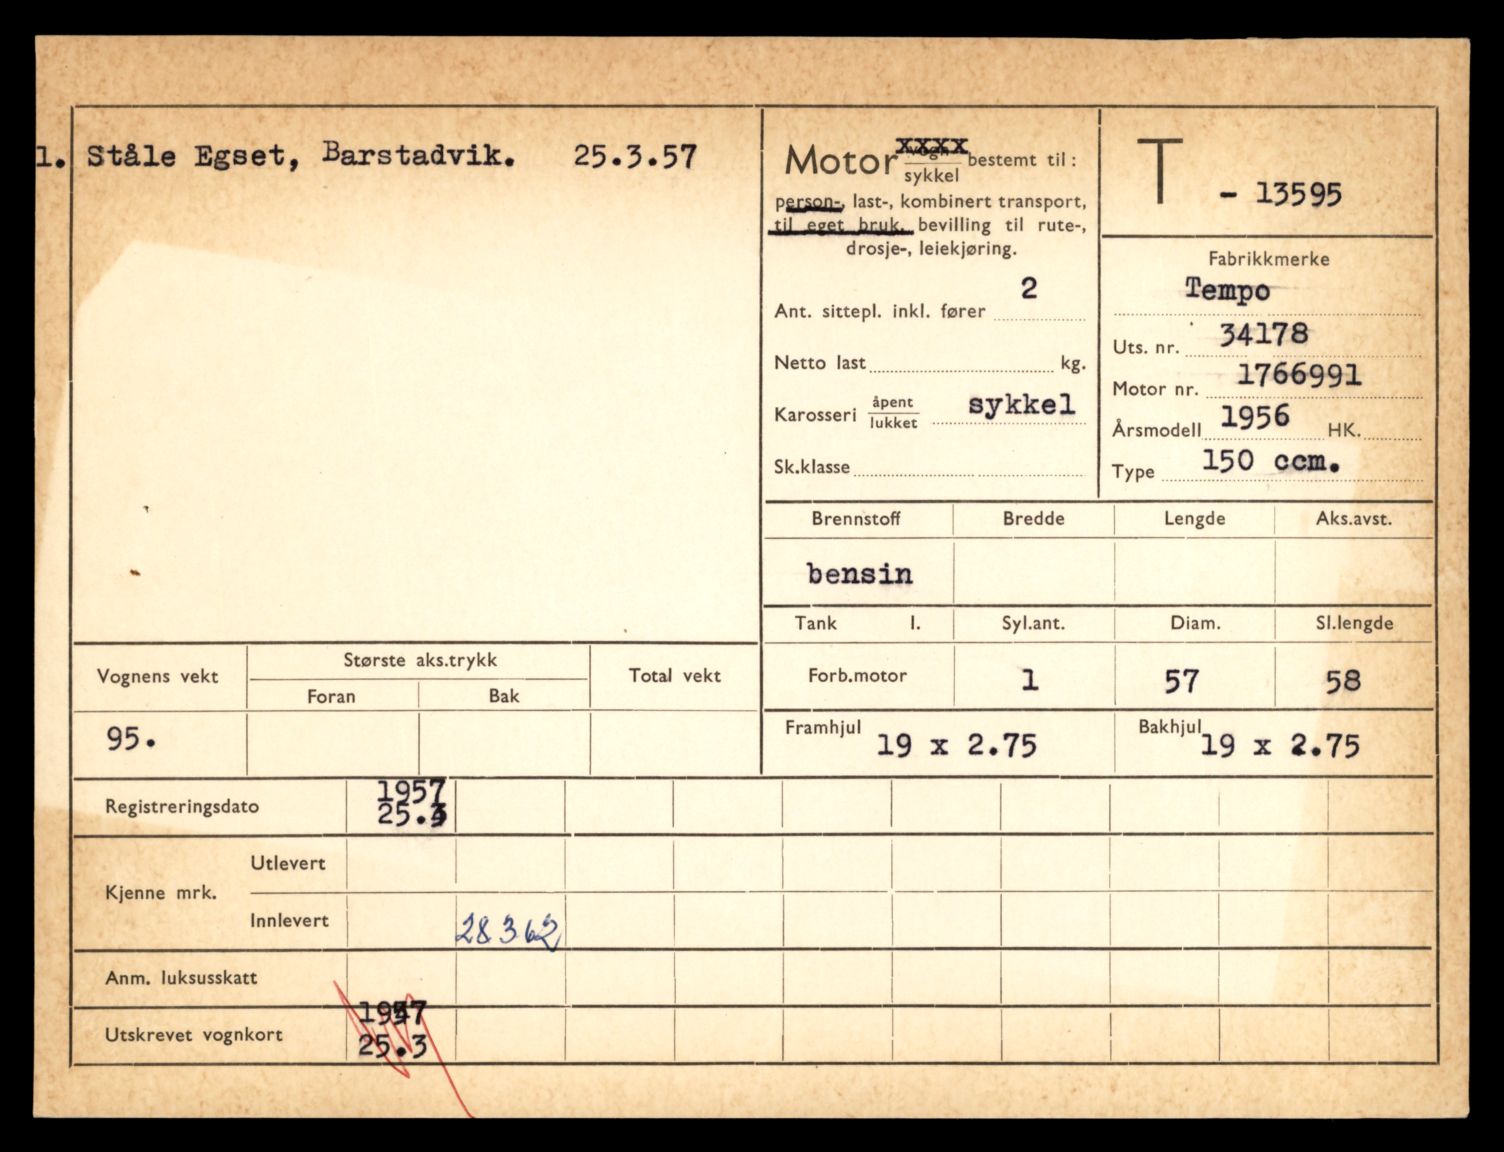 1. Ståle Egset, Barstadvik. 25.3.57
Motor vogn xxxx
sykkel bestemt til:
person-, last-, kombinert transport,
til eget bruk, bevilling til rute-,
drosje-, leiekjøring.
Ant. sittepl. inkl. fører 2
Netto last kg.
Karosseri åpent
lukket sykkel
Sk.klasse
T - 13595
Fabrikkmerke
Tempo
Uts. nr. 34178
Motor nr. 1766991
Årsmodell 1956 HK.
Type 150 ccm.
Brennstoff Bredde Lengde Aks.avst.
bensin
Tank l. Syl.ant. Diam. Sl.lengde
Forb.motor 1 57 58
Framhjul 19 x 2.75 Bakhjul 19 x 2.75
Vognens vekt Største aks.trykk Total vekt
Foran Bak
95.
Registreringsdato 1957
25.3
Kjenne mrk. Utlevert
Innlevert 28362
Anm. luksusskatt
Utskrevet vognkort 1957
25.3